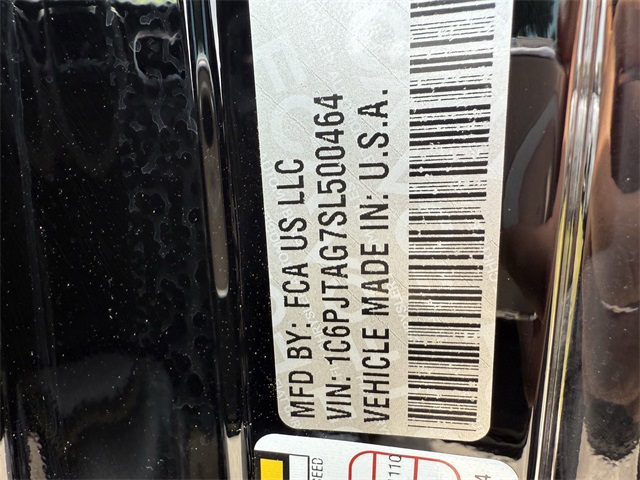 MFD BY: FCA US LLC
VIN: 1C6PJTAG7SL500464
VEHICLE MADE IN: U.S.A.